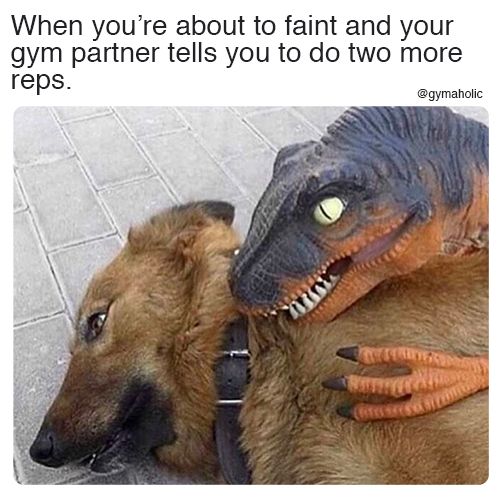 When you’re about to faint and your
gym partner tells you to do two more
reps.
@gymaholic